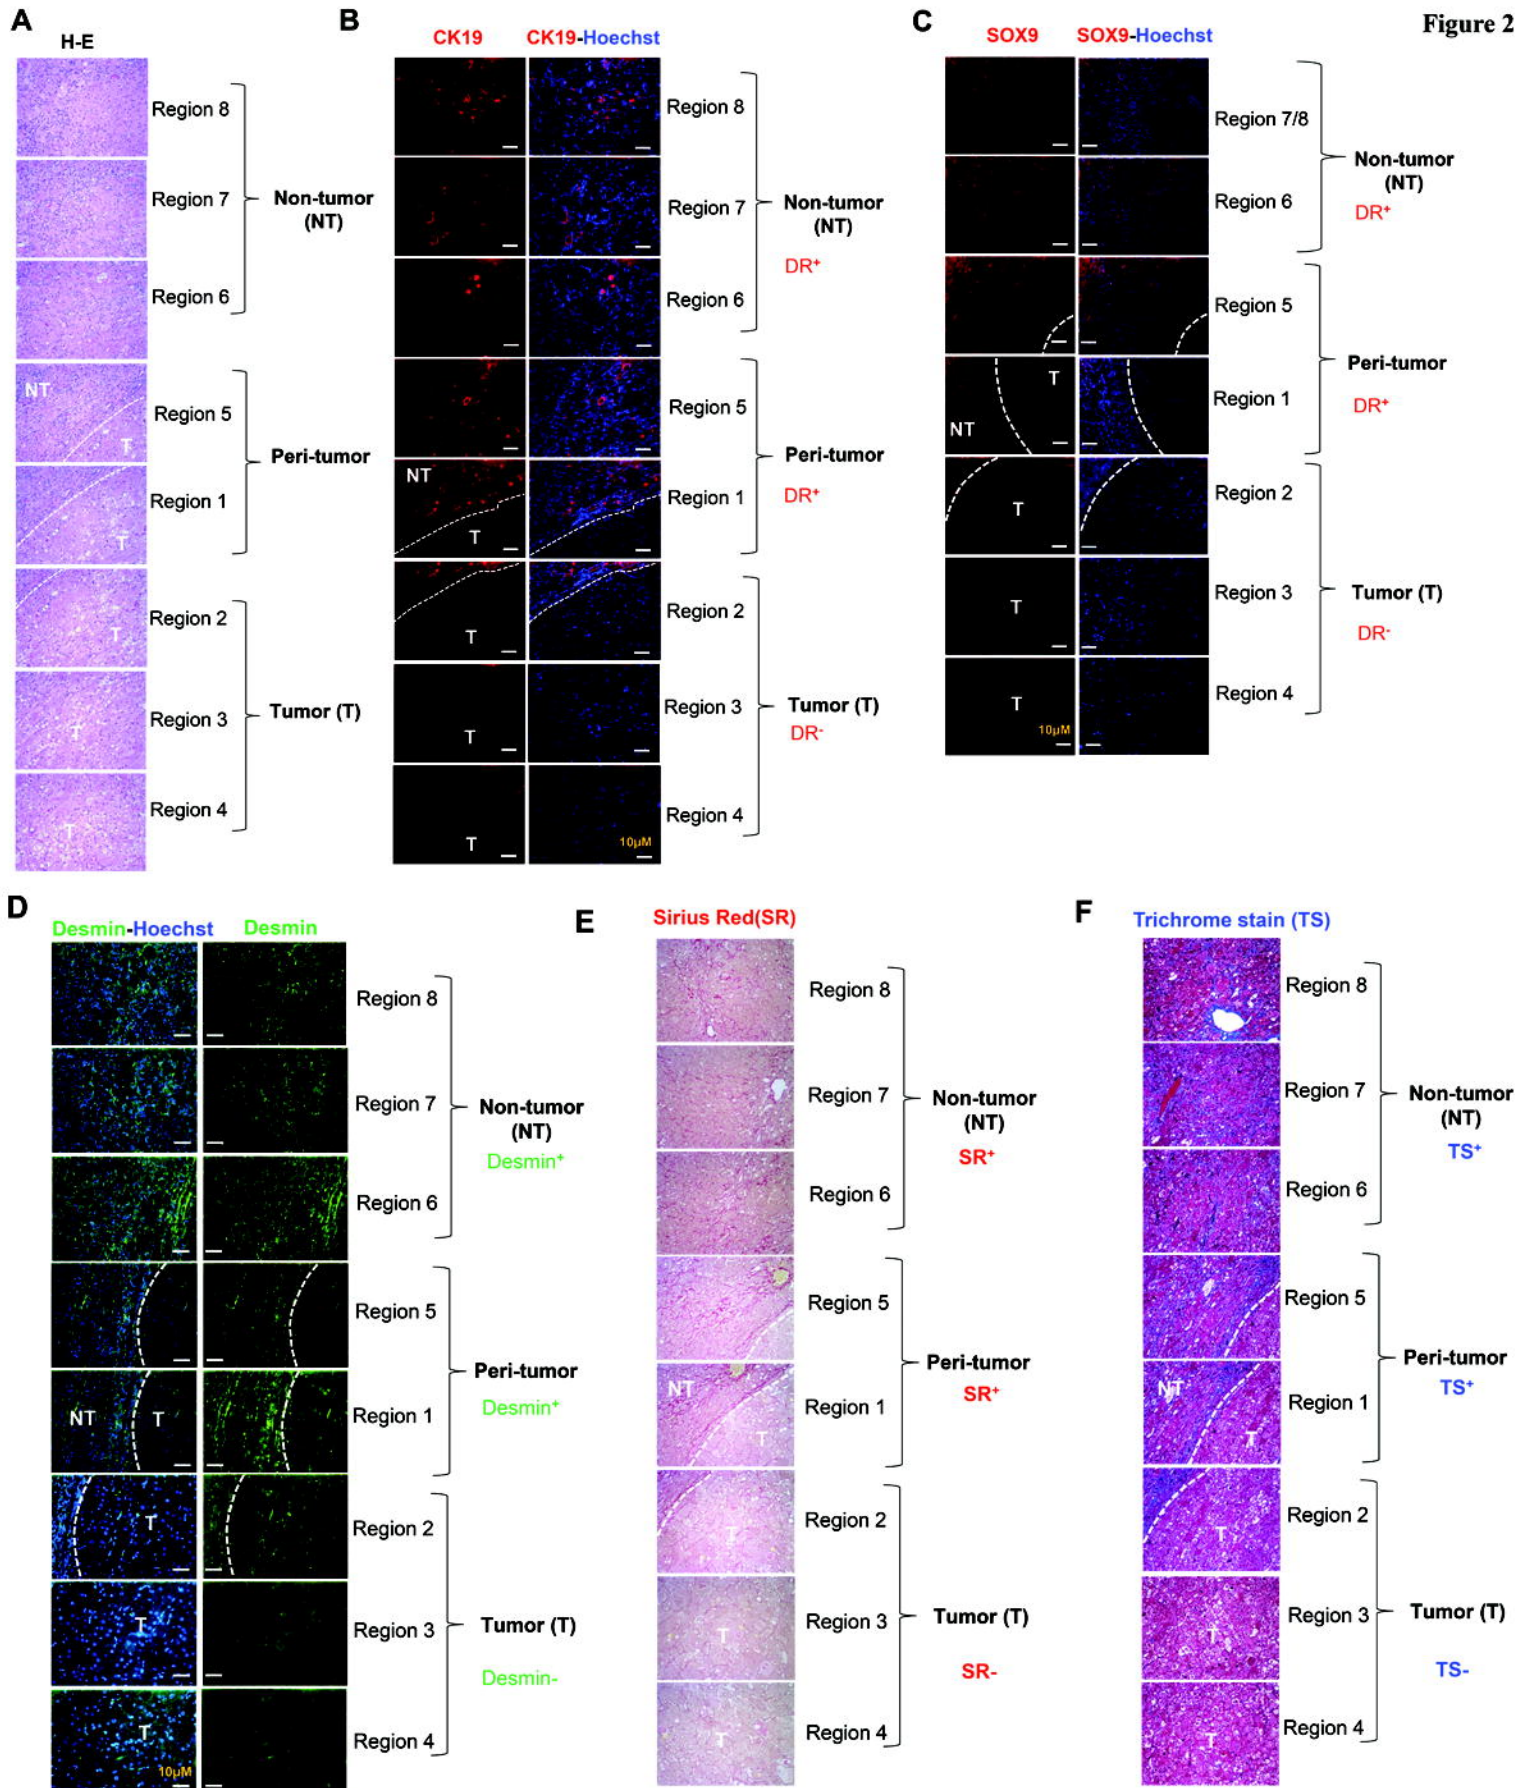 Figure 2
A
H-E
Region 8
Region 7
Region 6
Non-tumor
(NT)
NT
T
Region 5
Region 1
T
Peri-tumor
Region 2
T
Region 3
T
Region 4
T
Tumor (T)
B
CK19 CK19-Hoechst
Region 8
Region 7
Region 6
Non-tumor
(NT)
DR+
Region 5
NT
T
Region 1
Peri-tumor
DR+
T
Region 2
T
Region 3
T
10µM
Region 4
Tumor (T)
DR-
C
SOX9 SOX9-Hoechst
Region 7/8
Region 6
Non-tumor
(NT)
DR+
Region 5
NT
T
Region 1
Peri-tumor
DR+
T
Region 2
T
Region 3
T
10µM
Region 4
Tumor (T)
DR-
D
Desmin-Hoechst Desmin
Region 8
Region 7
Region 6
Non-tumor
(NT)
Desmin+
Region 5
NT
T
Region 1
Peri-tumor
Desmin+
T
Region 2
T
Region 3
T
10µM
Region 4
Tumor (T)
Desmin-
E
Sirius Red(SR)
Region 8
Region 7
Region 6
Non-tumor
(NT)
SR+
Region 5
NT
T
Region 1
Peri-tumor
SR+
T
Region 2
T
Region 3
T
Region 4
Tumor (T)
SR-
F
Trichrome stain (TS)
Region 8
Region 7
Region 6
Non-tumor
(NT)
TS+
Region 5
NT
T
Region 1
Peri-tumor
TS+
T
Region 2
T
Region 3
T
Region 4
Tumor (T)
TS-